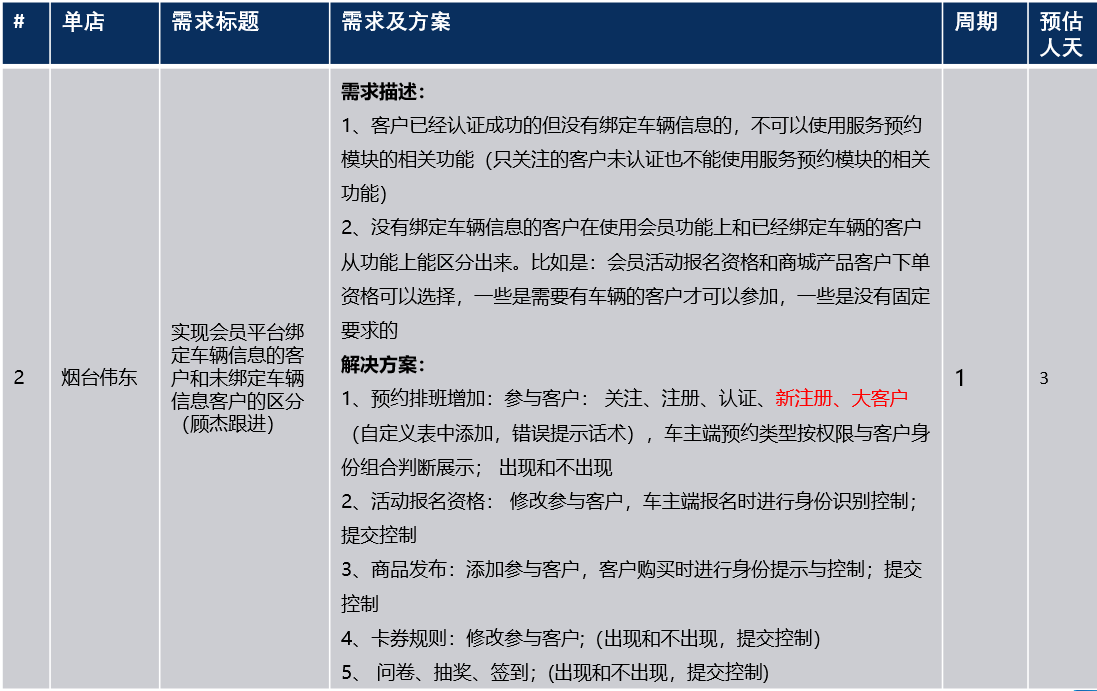 # 单店 需求标题 需求及方案 周期 预估
人天
2
烟台伟东
实现会员平台绑
定车辆信息的客
户和未绑定车辆
信息客户的区分
（顾杰跟进）
需求描述：
1、客户已经认证成功的但没有绑定车辆信息的，不可以使用服务预约
模块的相关功能（只关注的客户未认证也不能使用服务预约模块的相关
功能）
2、没有绑定车辆信息的客户在使用会员功能上和已经绑定车辆的客户
从功能上能区分出来。比如是：会员活动报名资格和商城产品客户下单
资格可以选择，一些是需要有车辆的客户才可以参加，一些是没有固定
要求的
解决方案：
1、预约排班增加：参与客户： 关注、注册、认证、新注册、大客户
（自定义表中添加，错误提示话术），车主端预约类型按权限与客户身
份组合判断展示； 出现和不出现
2、活动报名资格： 修改参与客户，车主端报名时进行身份识别控制；
提交控制
3、商品发布：添加参与客户，客户购买时进行身份提示与控制；提交
控制
4、卡券规则：修改参与客户;（出现和不出现，提交控制）
5、 问卷、抽奖、签到；(出现和不出现，提交控制)
1
3